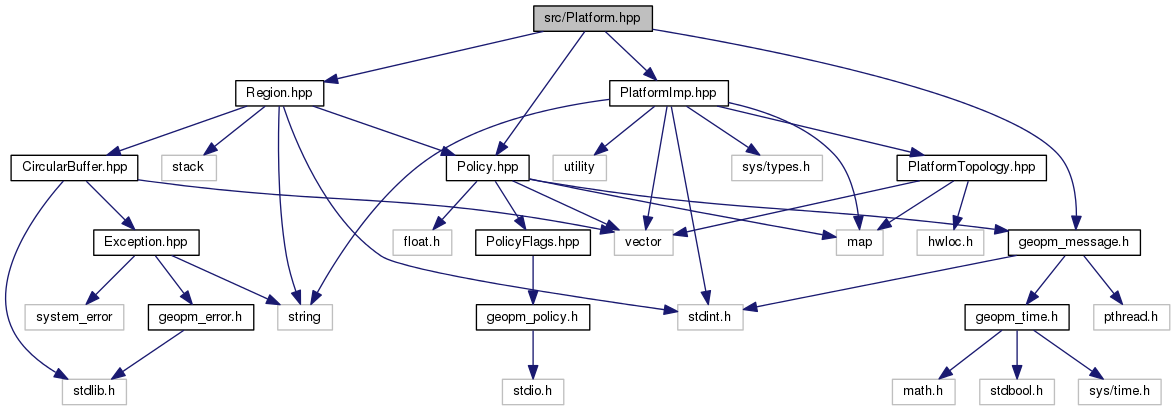 src/Platform.hpp
Region.hpp
PlatformImp.hpp
CircularBuffer.hpp
stack
Policy.hpp
utility
sys/types.h
PlatformTopology.hpp
Exception.hpp
float.h
PolicyFlags.hpp
vector
map
hwloc.h
geopm_message.h
system_error
geopm_error.h
string
geopm_policy.h
stdint.h
geopm_time.h
pthread.h
stdlib.h
stdio.h
math.h
stdbool.h
sys/time.h